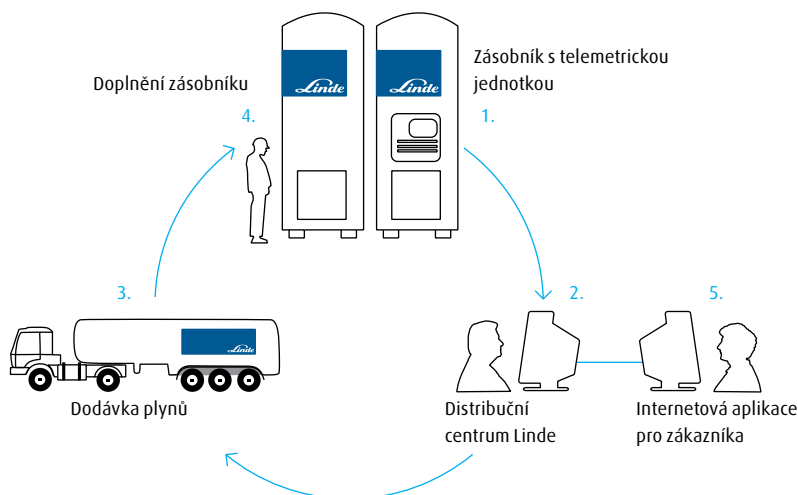 Doplnění zásobníku
4.
Linde
Linde
Zásobník s telemetrickou
jednotkou
1.
3.
Linde
Dodávka plynů
2.
Distribuční
centrum Linde
5.
Internetová aplikace
pro zákazníka